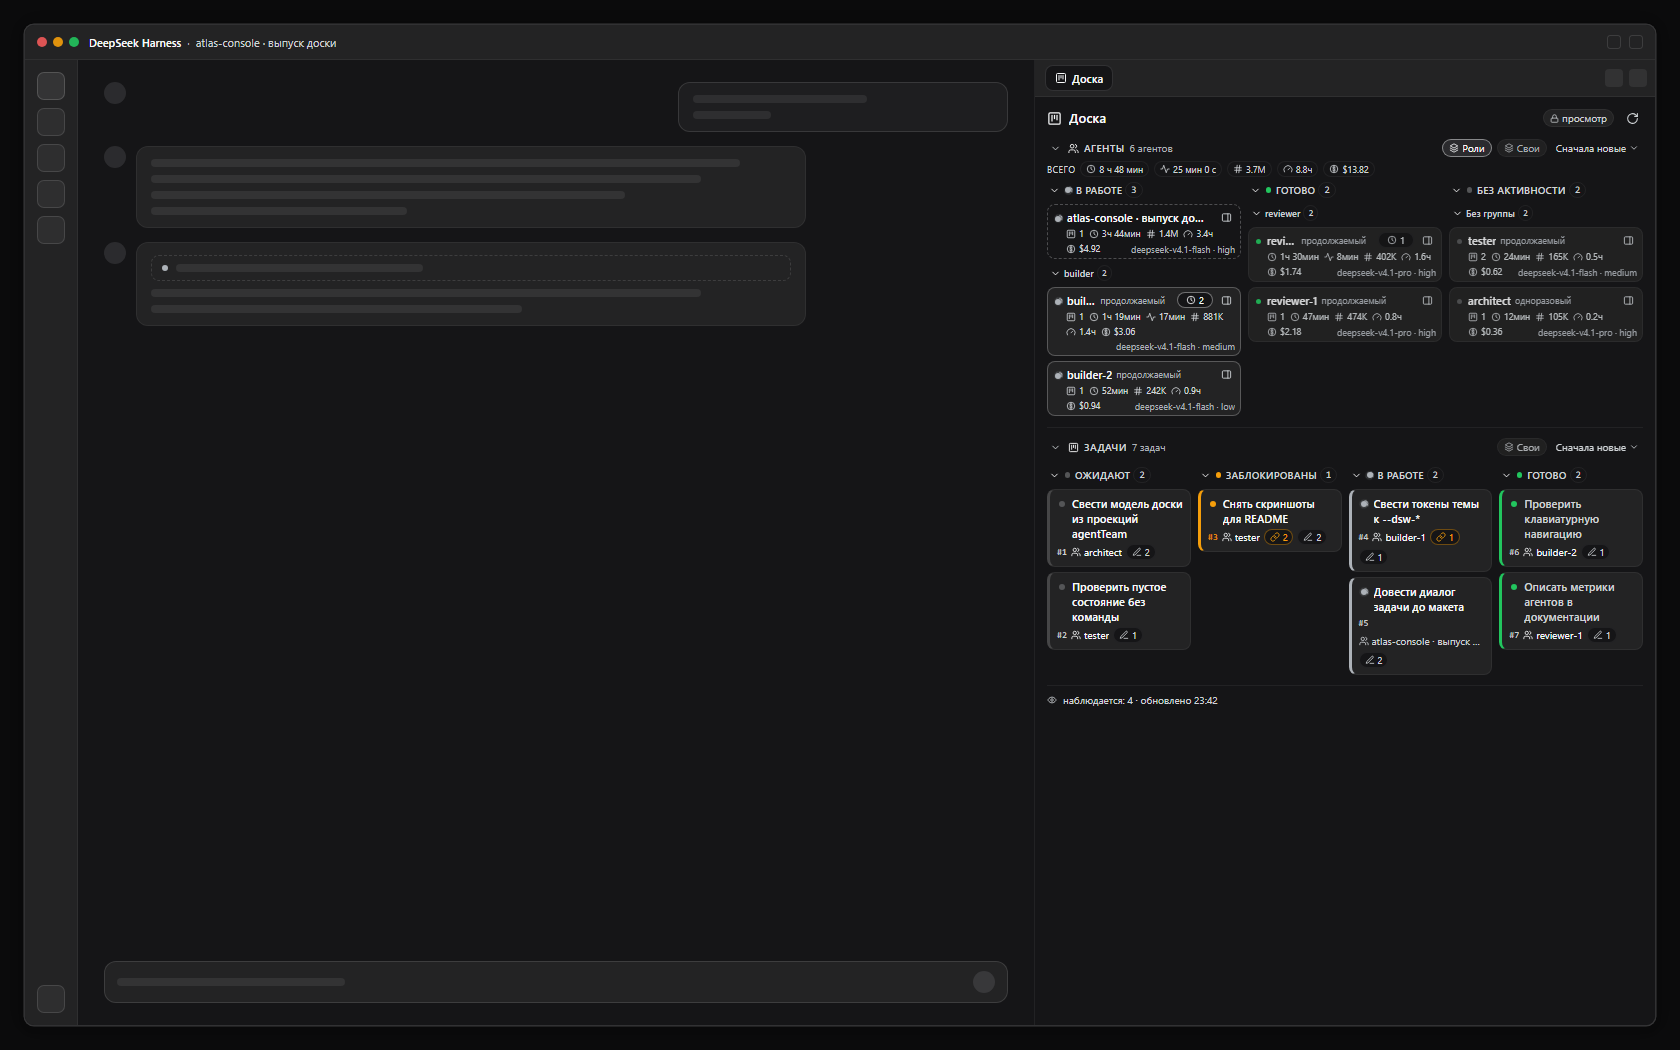 DeepSeek Harness · atlas-console · выпуск доски
Доска
Доска
просмотр
АГЕНТЫ 6 агентов
Роли
Свои
Сначала новые
ВСЕГО 8 ч 48 мин 25 мин 0 с 3.7M 8.8ч $13.82
В РАБОТЕ 3
atlas-console · выпуск до...
1 3ч 44мин 1.4M 3.4ч
$4.92 deepseek-v4.1-flash · high
builder 2
buil... продолжаемый 2
1 1ч 19мин 17мин 881K
1.4ч $3.06
deepseek-v4.1-flash · medium
builder-2 продолжаемый
1 52мин 242K 0.9ч
$0.94 deepseek-v4.1-flash · low
ГОТОВО 2
reviewer 2
revi... продолжаемый 1
1ч 30мин 8мин 402K 1.6ч
$1.74 deepseek-v4.1-pro · high
reviewer-1 продолжаемый
1 47мин 474K 0.8ч
$2.18 deepseek-v4.1-pro · high
БЕЗ АКТИВНОСТИ 2
Без группы 2
tester продолжаемый
2 24мин 165K 0.5ч
$0.62 deepseek-v4.1-flash · medium
architect одноразовый
1 12мин 105K 0.2ч
$0.36 deepseek-v4.1-pro · high
ЗАДАЧИ 7 задач
Свои
Сначала новые
ОЖИДАЮТ 2
Свести модель доски
из проекций
agentTeam
#1 architect 2
Проверить пустое
состояние без
команды
#2 tester 1
ЗАБЛОКИРОВАНЫ 1
Снять скриншоты
для README
#3 tester 2 2
В РАБОТЕ 2
Свести токены темы
к --dsw-*
#4 builder-1 1
1
Довести диалог
задачи до макета
#5
atlas-console · выпуск ...
2
ГОТОВО 2
Проверить
клавиатурную
навигацию
#6 builder-2 1
Описать метрики
агентов в
документации
#7 reviewer-1 1
наблюдается: 4 · обновлено 23:42